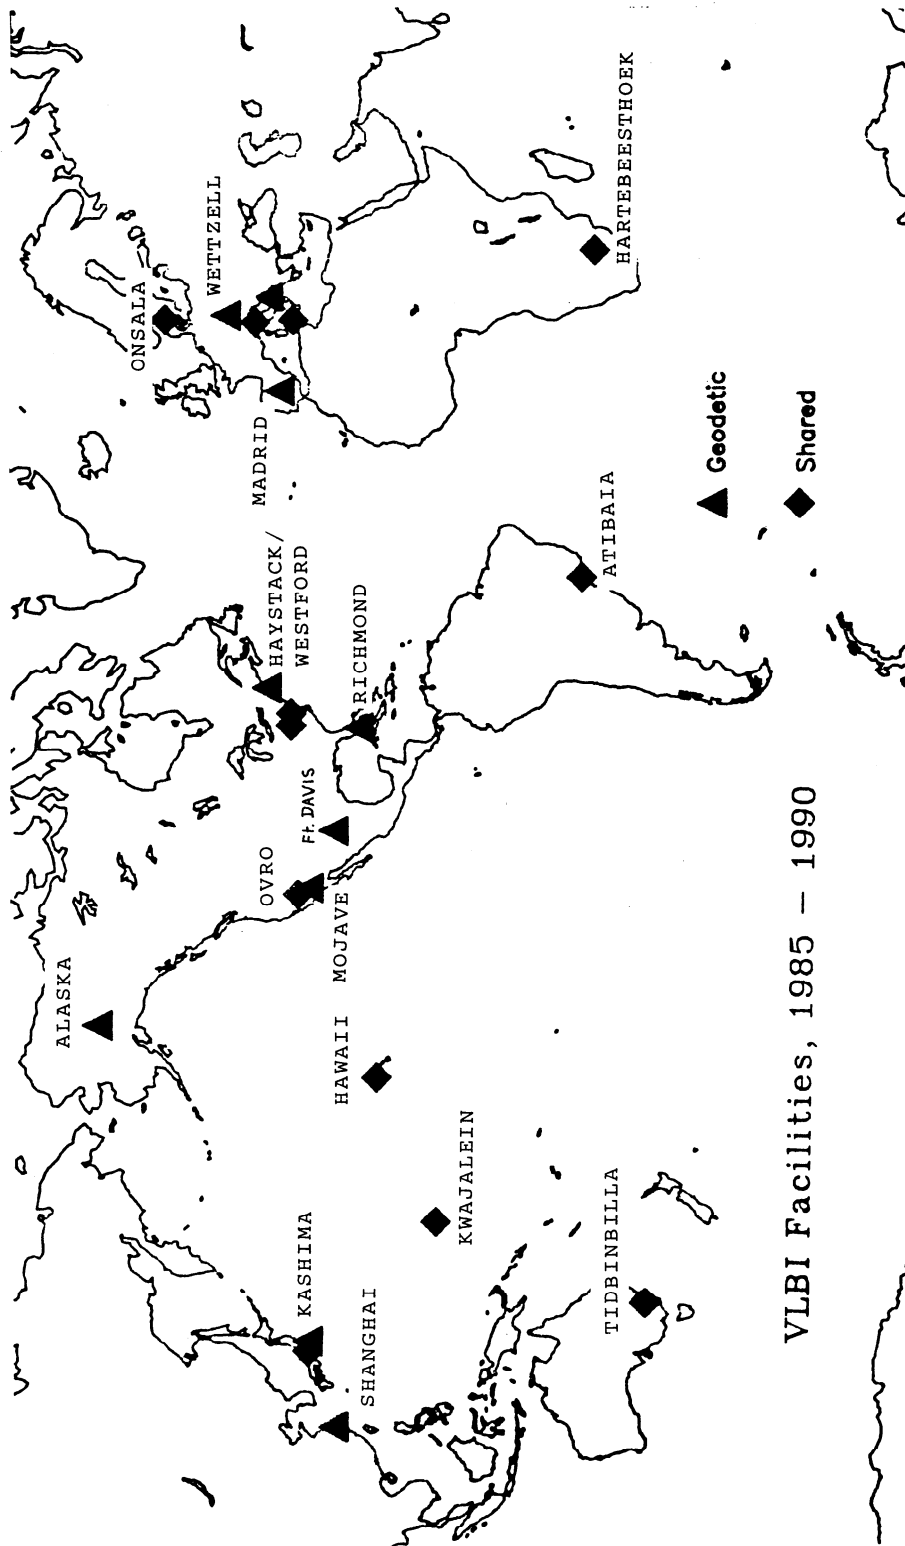 ALASKA
ONSALA
WETTZELL
MADRID
HAYSTACK/
WESTFORD
RICHMOND
Ft. DAVIS
OVRO
MOJAVE
HAWAII
KASHIMA
SHANGHAI
KWAJALEIN
TIDBINBILLA
ATIBAIA
HARTEBEESTHOEK
Geodetic
Shared
VLBI Facilities, 1985 – 1990